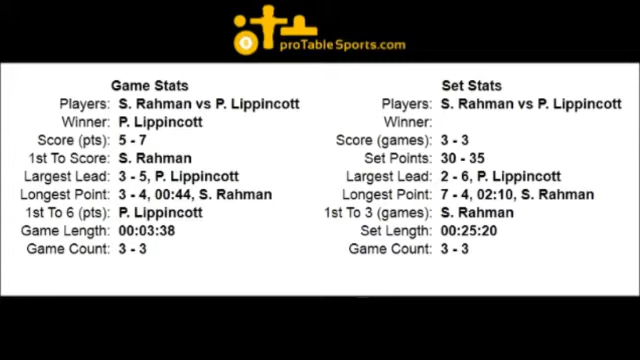 proTableSports.com
Game Stats
Players: S. Rahman vs P. Lippincott
Winner: P. Lippincott
Score (pts): 5 - 7
1st To Score: S. Rahman
Largest Lead: 3 - 5, P. Lippincott
Longest Point: 3 - 4, 00:44, S. Rahman
1st To 6 (pts): P. Lippincott
Game Length: 00:03:38
Game Count: 3 - 3
Set Stats
Players: S. Rahman vs P. Lippincott
Winner:
Score (games): 3 - 3
Set Points: 30 - 35
Largest Lead: 2 - 6, P. Lippincott
Longest Point: 7 - 4, 02:10, S. Rahman
1st To 3 (games): S. Rahman
Set Length: 00:25:20
Game Count: 3 - 3